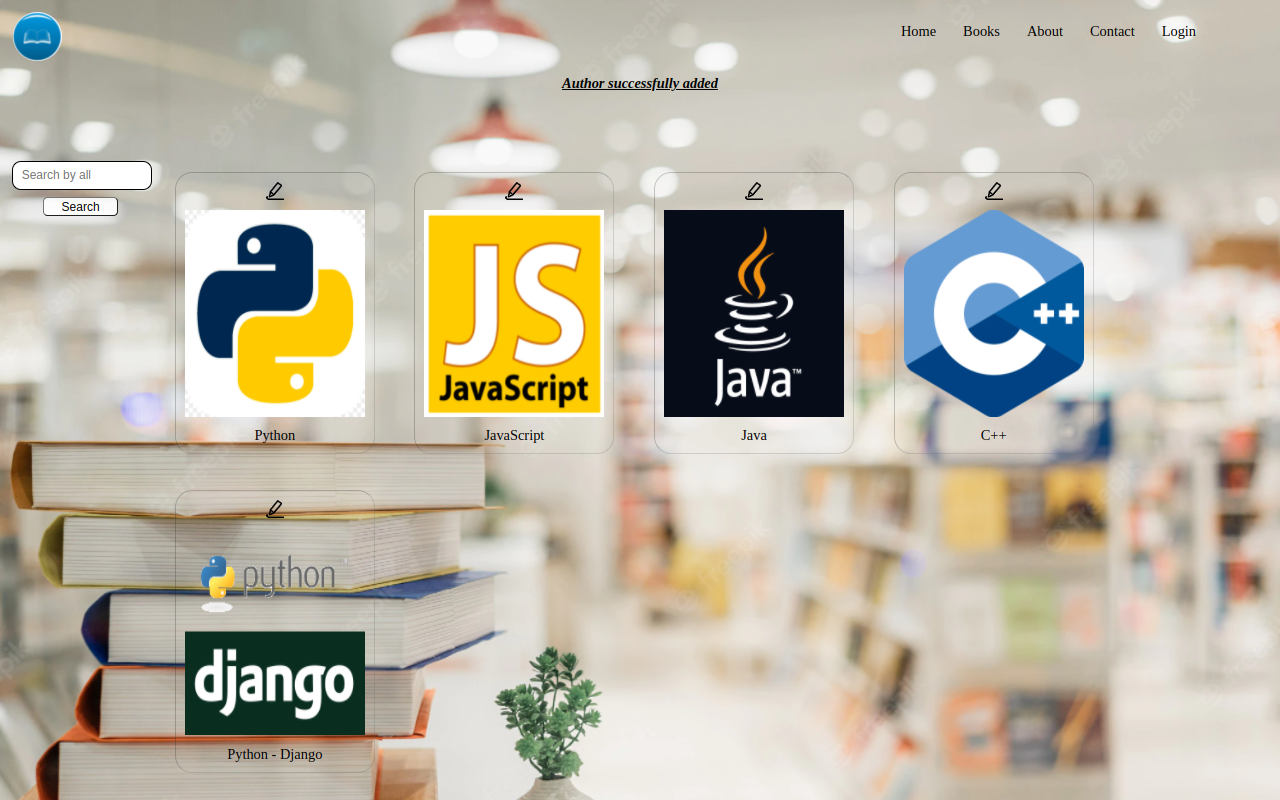 Home Books About Contact Login
Author successfully added
Search by all
Search
JS
JavaScript
Java™
C++
Python
JavaScript
Java
C++
python
django
Python - Django
freepik